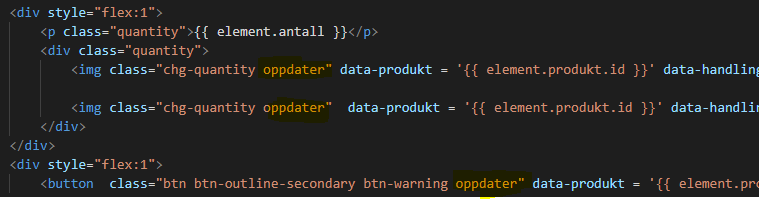 <div style="flex:1">
<p class="quantity">{{ element.antall }}</p>
<div class="quantity">
<img class="chg-quantity oppdater" data-produkt = '{{ element.produkt.id }}' data-handling
<img class="chg-quantity oppdater"  data-produkt = '{{ element.produkt.id }}' data-handling
</div>
</div>
<div style="flex:1">
<button  class="btn btn-outline-secondary btn-warning oppdater" data-produkt = '{{ element.pro